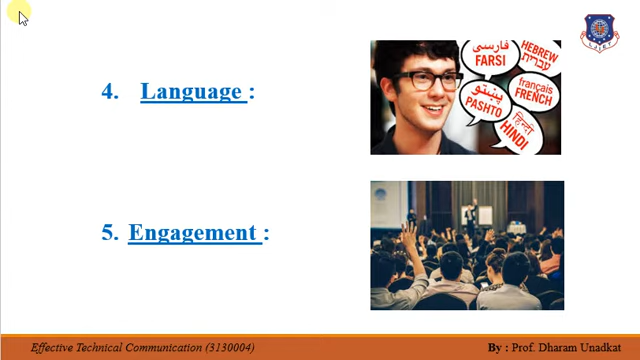 4. Language :
فارسی
FARSI
HEBREW
עברית
français
FRENCH
پښتو
PASHTO
हिन्दी
HINDI
5. Engagement :
Effective Technical Communication (3130004)
By : Prof. Dharam Unadkat
L J I E T